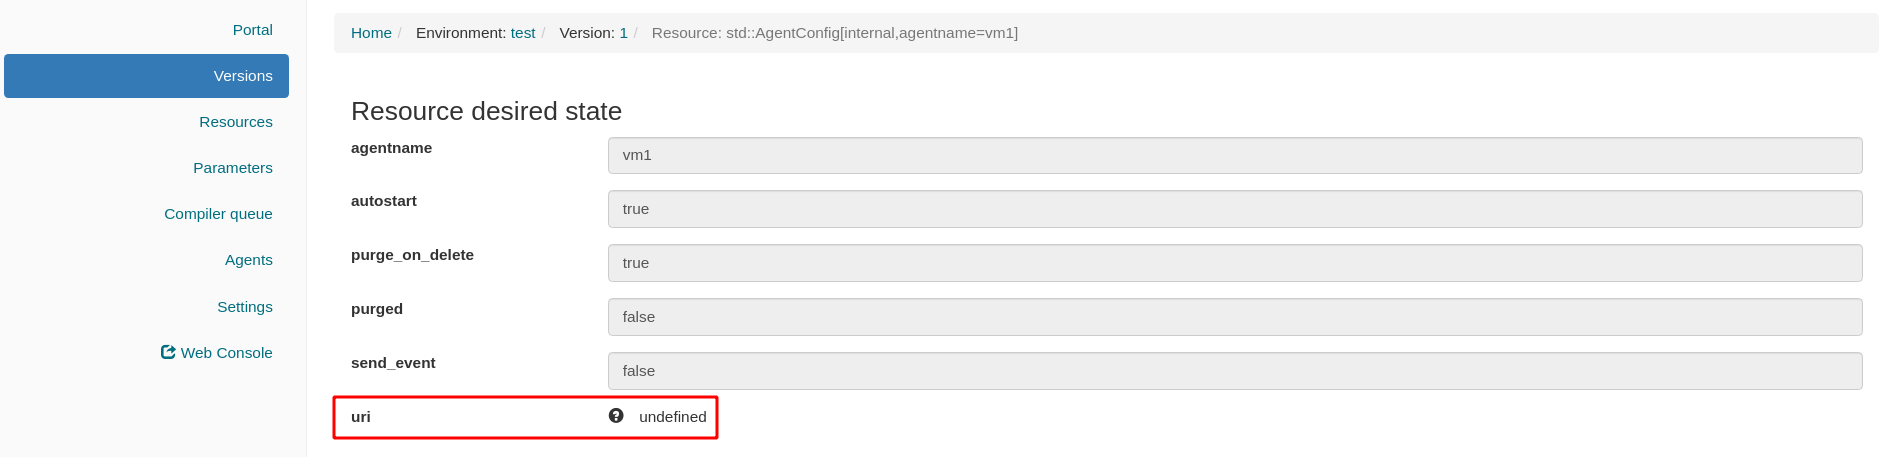 Portal
Versions
Resources
Parameters
Compiler queue
Agents
Settings
Web Console
Home / Environment: test / Version: 1 / Resource: std::AgentConfig[internal,agentname=vm1]
Resource desired state
agentname vm1
autostart true
purge_on_delete true
purged false
send_event false
uri ? undefined